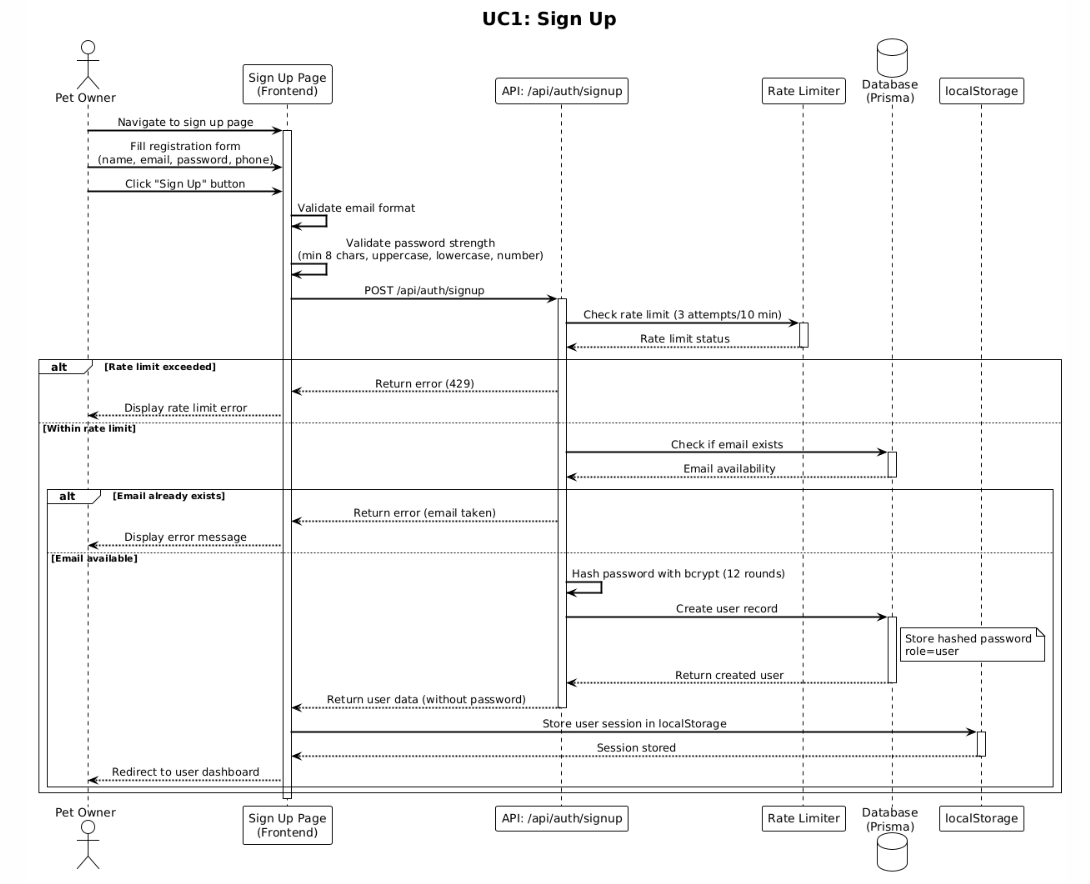 UC1: Sign Up
Pet Owner
Sign Up Page
(Frontend)
API: /api/auth/signup
Rate Limiter
Database
(Prisma)
localStorage
Navigate to sign up page
Fill registration form
(name, email, password, phone)
Click "Sign Up" button
Validate email format
Validate password strength
(min 8 chars, uppercase, lowercase, number)
POST /api/auth/signup
Check rate limit (3 attempts/10 min)
Rate limit status
alt
[Rate limit exceeded]
Return error (429)
Display rate limit error
[Within rate limit]
Check if email exists
Email availability
alt
[Email already exists]
Return error (email taken)
Display error message
[Email available]
Hash password with bcrypt (12 rounds)
Create user record
Store hashed password
role=user
Return created user
Return user data (without password)
Store user session in localStorage
Session stored
Redirect to user dashboard
Pet Owner
Sign Up Page
(Frontend)
API: /api/auth/signup
Rate Limiter
Database
(Prisma)
localStorage